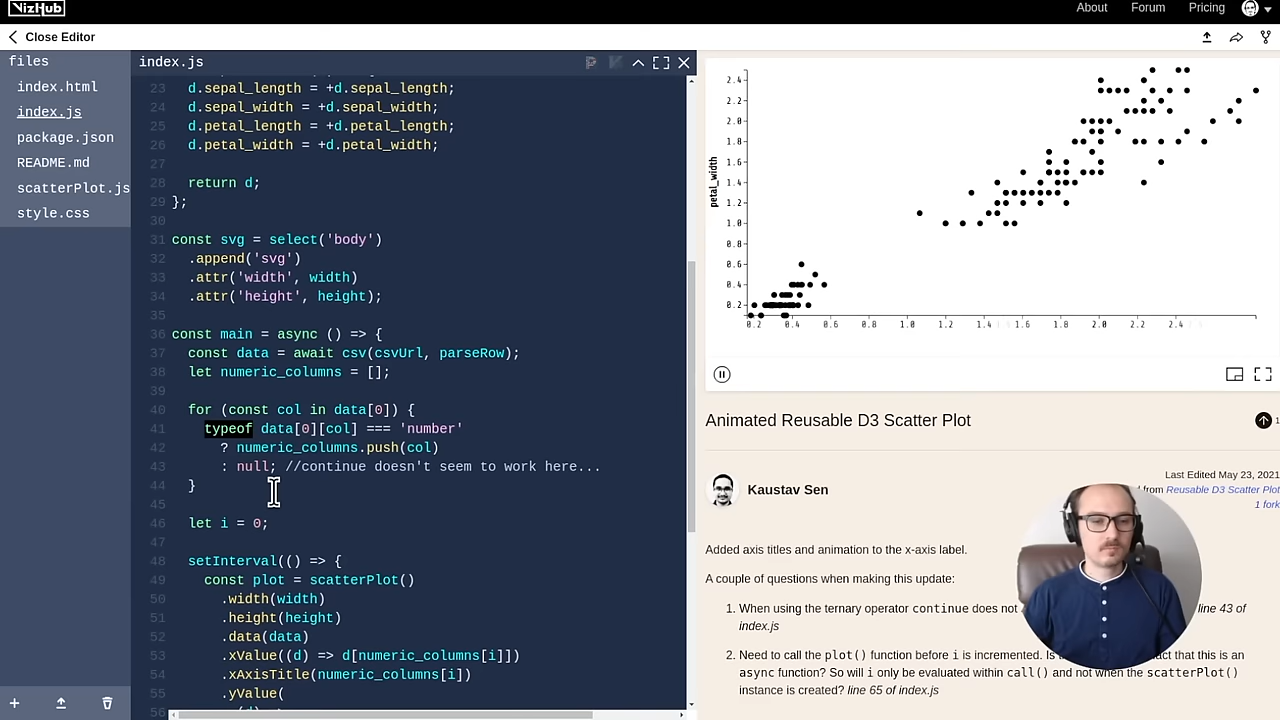 VizHub
About Forum Pricing
Close Editor
files
index.html
index.js
package.json
README.md
scatterPlot.js
style.css
index.js
23 d.sepal_length = +d.sepal_length;
24 d.sepal_width = +d.sepal_width;
25 d.petal_length = +d.petal_length;
26 d.petal_width = +d.petal_width;
27
28 return d;
29 };
30
31 const svg = select('body')
32 .append('svg')
33 .attr('width', width)
34 .attr('height', height);
35
36 const main = async () => {
37 const data = await csv(csvUrl, parseRow);
38 let numeric_columns = [];
39
40 for (const col in data[0]) {
41 typeof data[0][col] === 'number'
42 ? numeric_columns.push(col)
43 : null; //continue doesn't seem to work here...
44 }
45
46 let i = 0;
47
48 setInterval(() => {
49 const plot = scatterPlot()
50 .width(width)
51 .height(height)
52 .data(data)
53 .xValue((d) => d[numeric_columns[i]])
54 .xAxisTitle(numeric_columns[i])
55 .yValue(
56
petal_width
2.4
2.2
2.0
1.8
1.6
1.4
1.2
1.0
0.8
0.6
0.4
0.2
0.2 0.4 0.6 0.8 1.0 1.2 1.4 1.6 1.8 2.0 2.2 2.4
Animated Reusable D3 Scatter Plot
1
Kaustav Sen
Last Edited May 23, 2021
from Reusable D3 Scatter Plot
1 fork
Added axis titles and animation to the x-axis label.
A couple of questions when making this update:
1. When using the ternary operator continue does not line 43 of
index.js
2. Need to call the plot() function before i is incremented. Is that this is an
async function? So will i only be evaluated within call() and not when the scatterPlot()
instance is created? line 65 of index.js